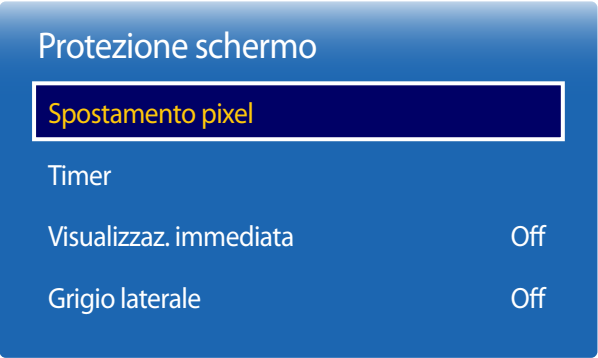 Protezione schermo
Spostamento pixel
Timer
Visualizzaz. immediata Off
Grigio laterale Off